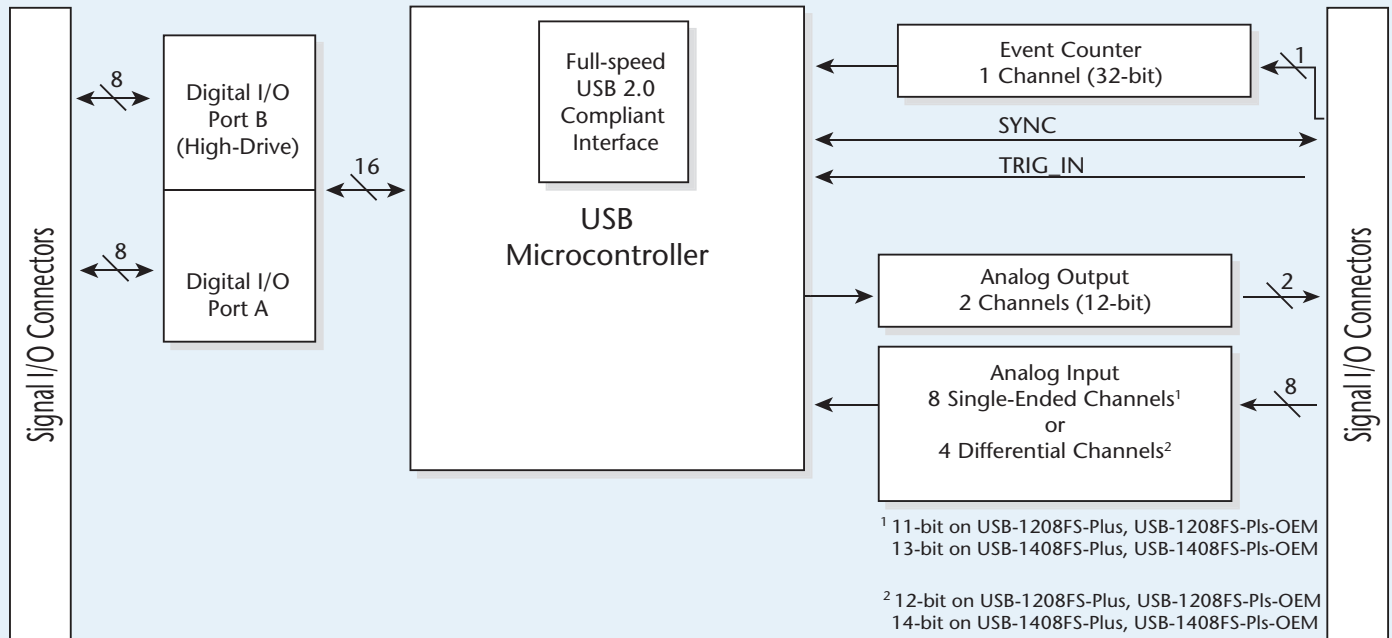 Signal I/O Connectors
8
Digital I/O
Port B
(High-Drive)
16
8
Digital I/O
Port A
Full-speed
USB 2.0
Compliant
Interface
USB
Microcontroller
Event Counter
1 Channel (32-bit)
1
SYNC
TRIG_IN
Analog Output
2 Channels (12-bit)
2
Analog Input
8 Single-Ended Channels¹
or
4 Differential Channels²
8
Signal I/O Connectors
¹ 11-bit on USB-1208FS-Plus, USB-1208FS-Pls-OEM
13-bit on USB-1408FS-Plus, USB-1408FS-Pls-OEM
² 12-bit on USB-1208FS-Plus, USB-1208FS-Pls-OEM
14-bit on USB-1408FS-Plus, USB-1408FS-Pls-OEM